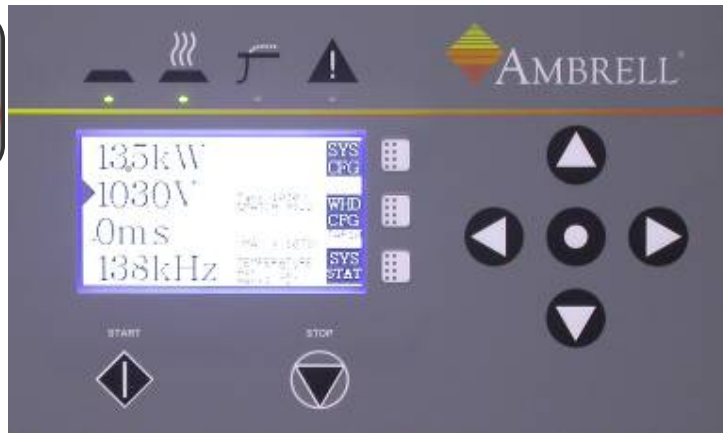 AMBRELL
13.5kW
SYS
CFG
1030V
WHD
CFG
.0ms
138kHz
SYS
STAT
START
STOP